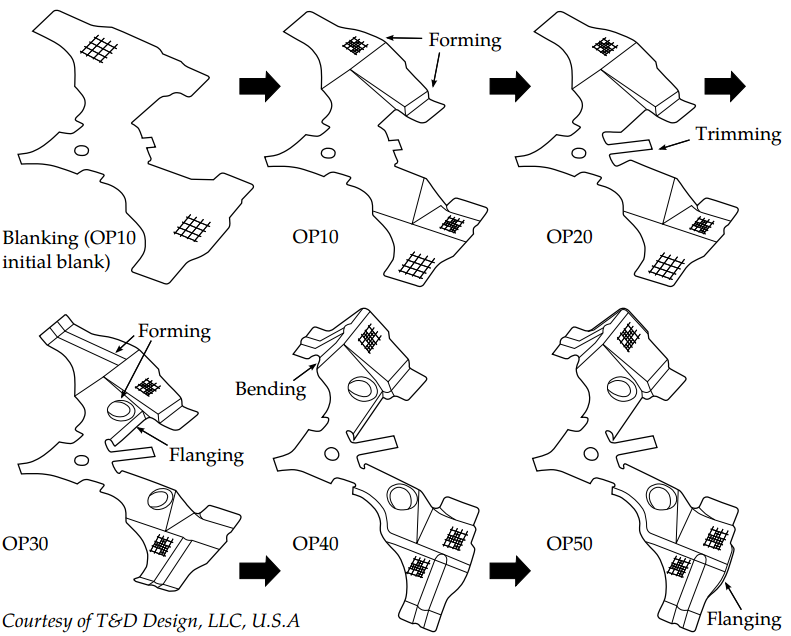 Forming
Trimming
Blanking (OP10
initial blank)
OP10
OP20
Forming
Bending
Flanging
OP30
OP40
OP50
Flanging
Courtesy of T&D Design, LLC, U.S.A